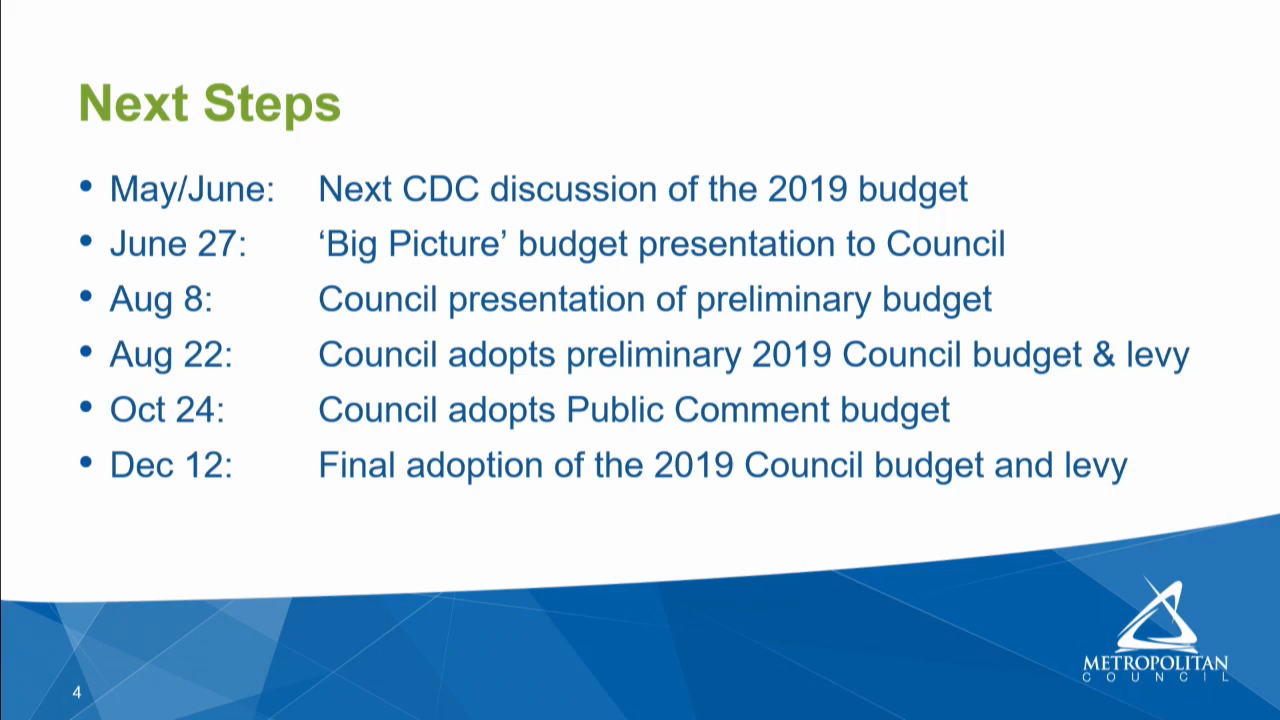 Next Steps
• May/June: Next CDC discussion of the 2019 budget
• June 27: ‘Big Picture’ budget presentation to Council
• Aug 8: Council presentation of preliminary budget
• Aug 22: Council adopts preliminary 2019 Council budget & levy
• Oct 24: Council adopts Public Comment budget
• Dec 12: Final adoption of the 2019 Council budget and levy
METROPOLITAN
COUNCIL
4